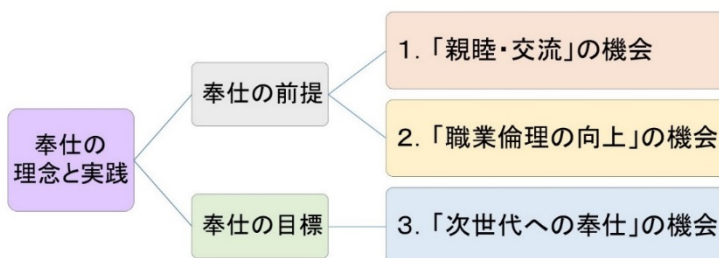 奉仕の
理念と実践
奉仕の前提
1．「親睦・交流」の機会
2．「職業倫理の向上」の機会
奉仕の目標
3．「次世代への奉仕」の機会